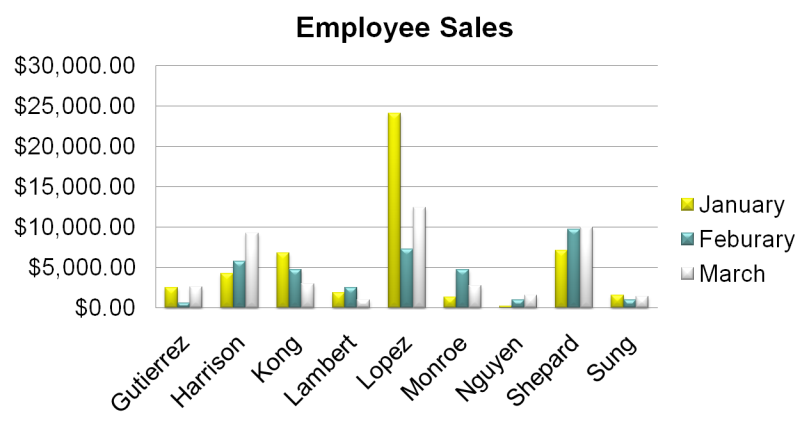 Employee Sales
$30,000.00
$25,000.00
$20,000.00
$15,000.00
$10,000.00
$5,000.00
$0.00
Gutierrez
Harrison
Kong
Lambert
Lopez
Monroe
Nguyen
Shepard
Sung
January
Feburary
March